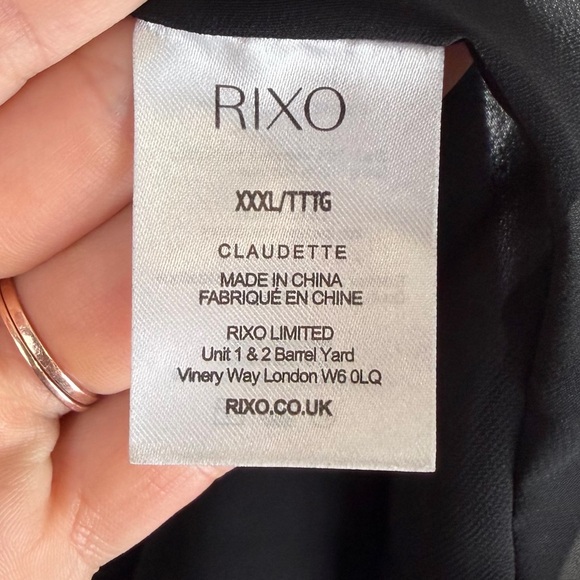 RIXO
XXXL/TTTG
CLAUDETTE
MADE IN CHINA
FABRIQUÉ EN CHINE
RIXO LIMITED
Unit 1 & 2 Barrel Yard
Vinery Way London W6 0LQ
RIXO.CO.UK